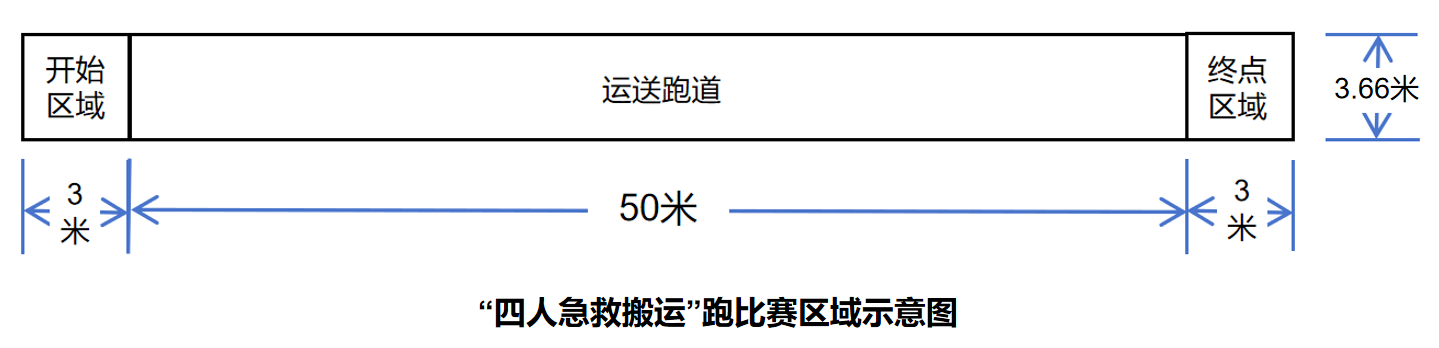 开始
区域
运送跑道
终点
区域
3.66米
3
米
50米
3
米
“四人急救搬运”跑比赛区域示意图